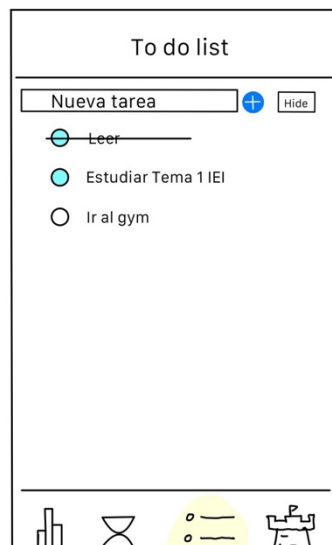 To do list
Nueva tarea
Hide
Leer
Estudiar Tema 1 IEI
Ir al gym